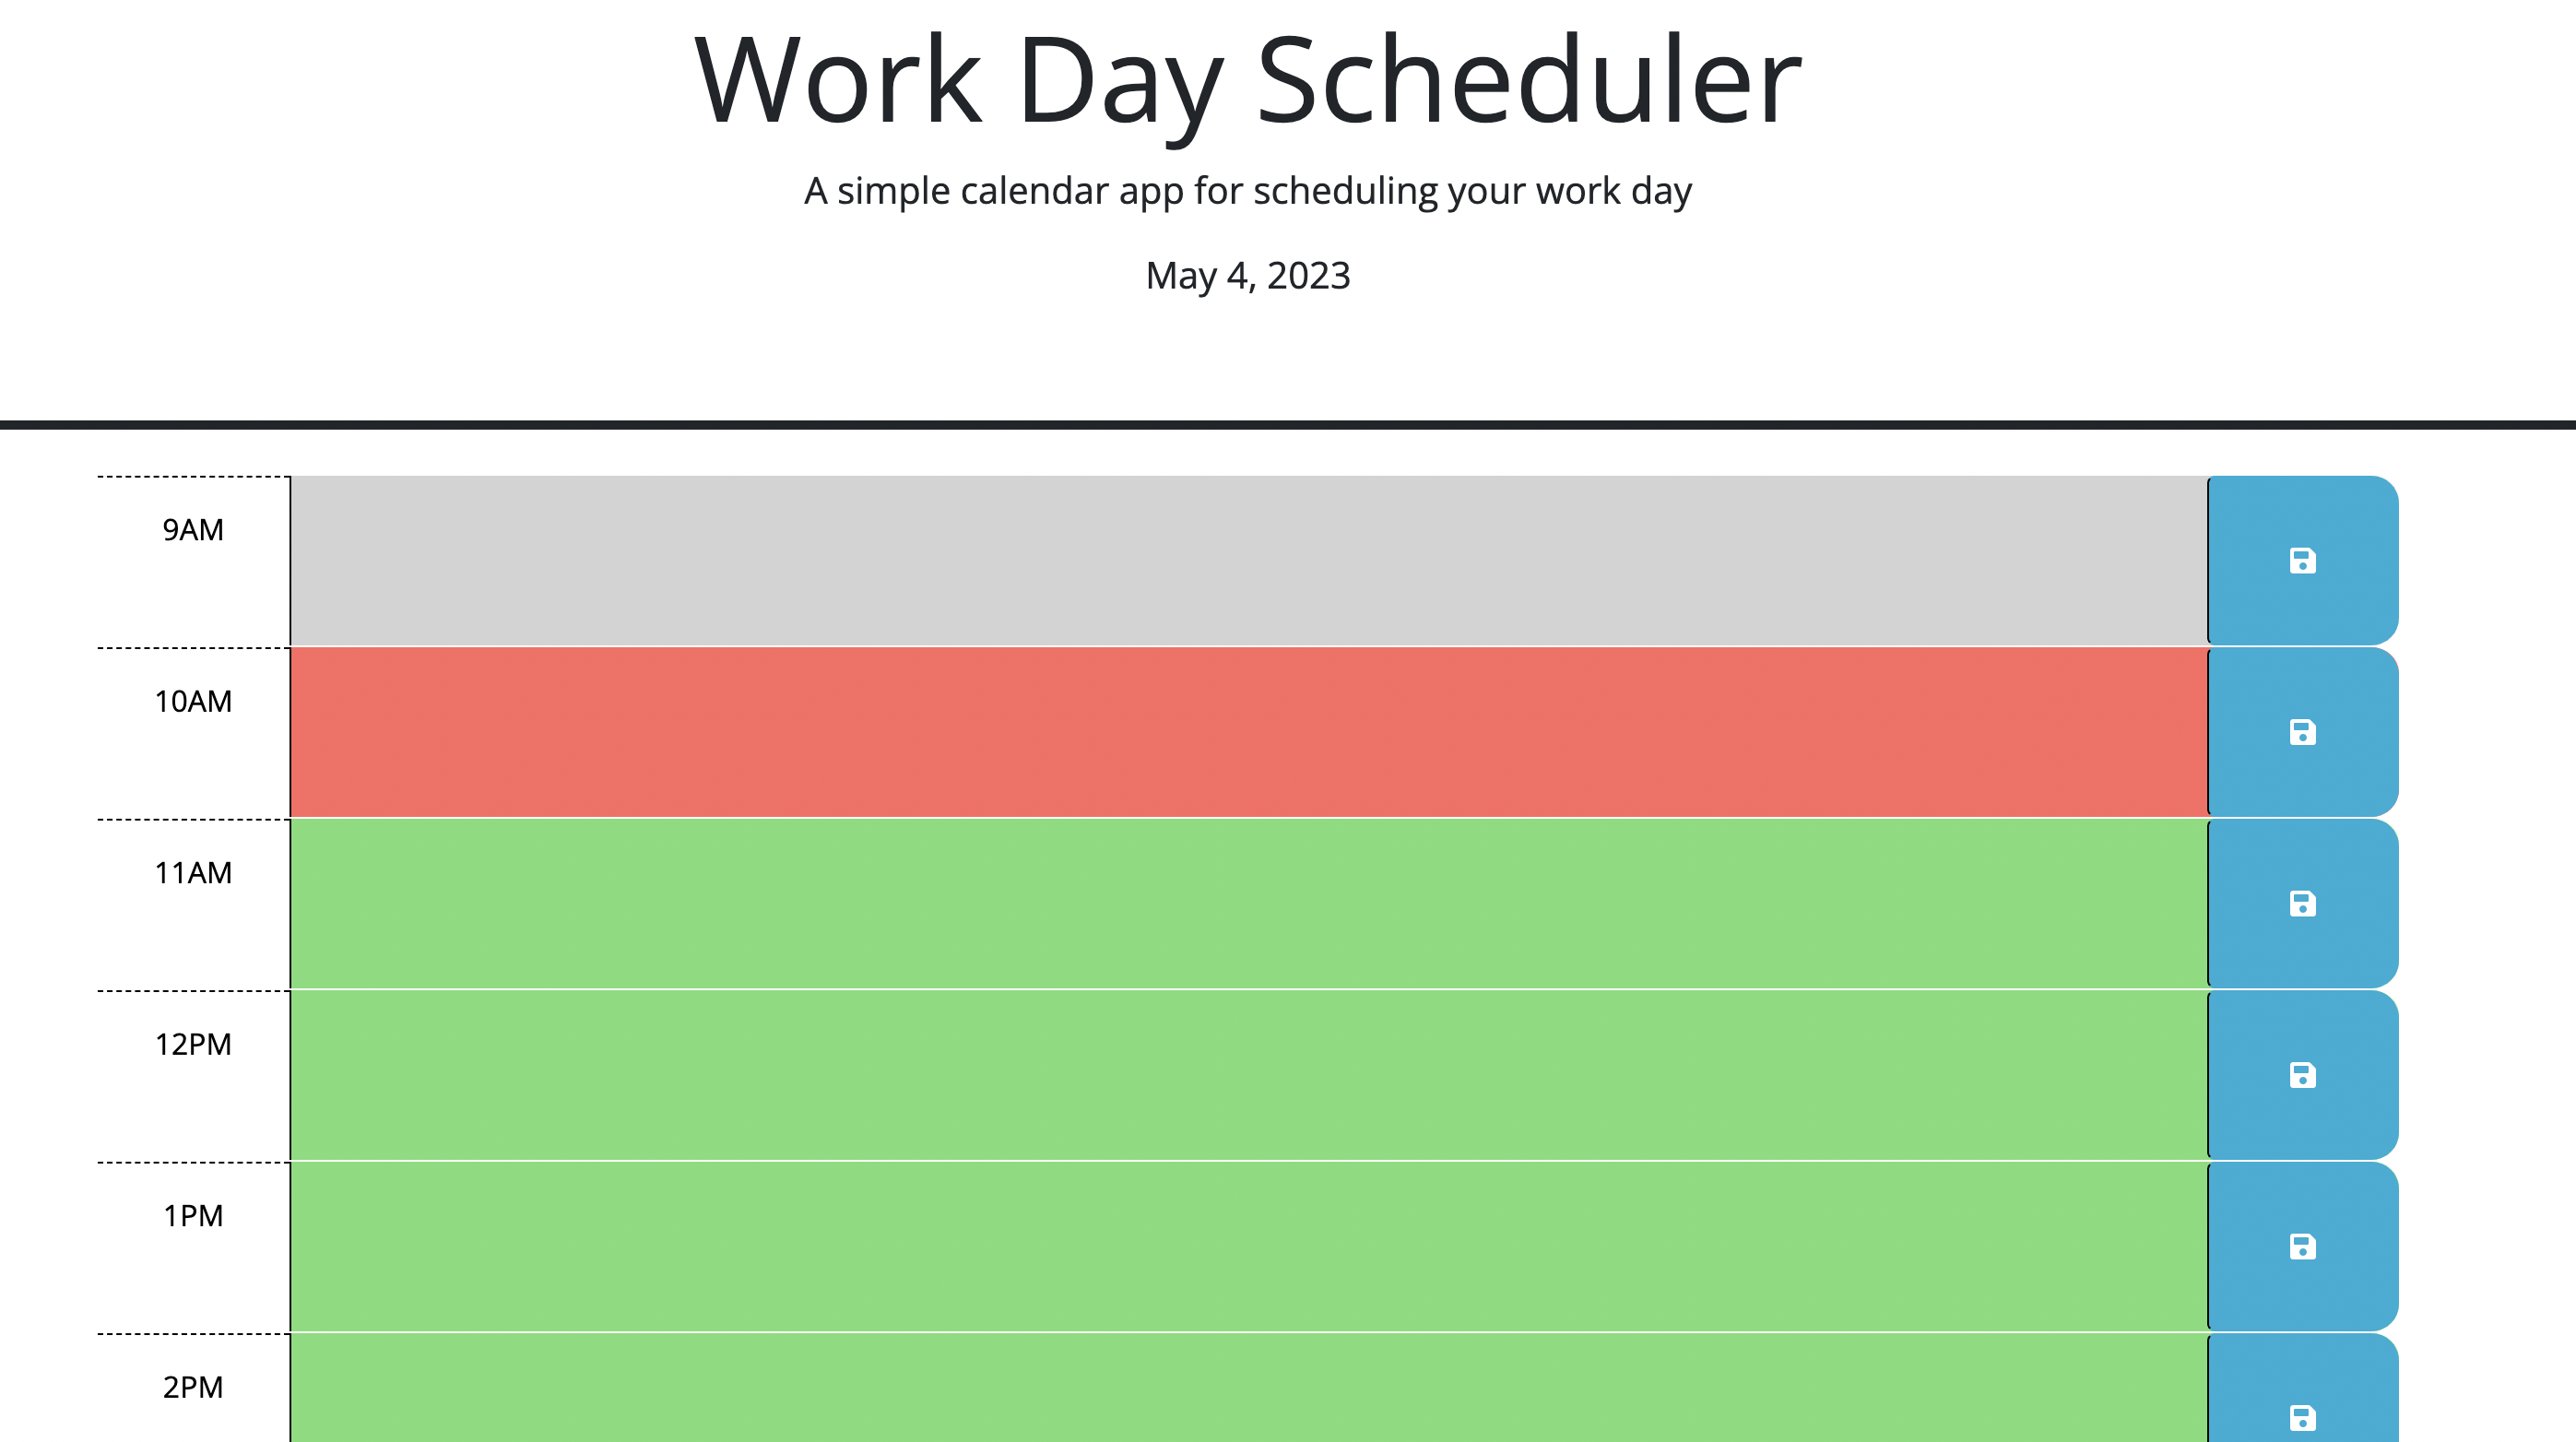 Work Day Scheduler
A simple calendar app for scheduling your work day
May 4, 2023
9AM
10AM
11AM
12PM
1PM
2PM